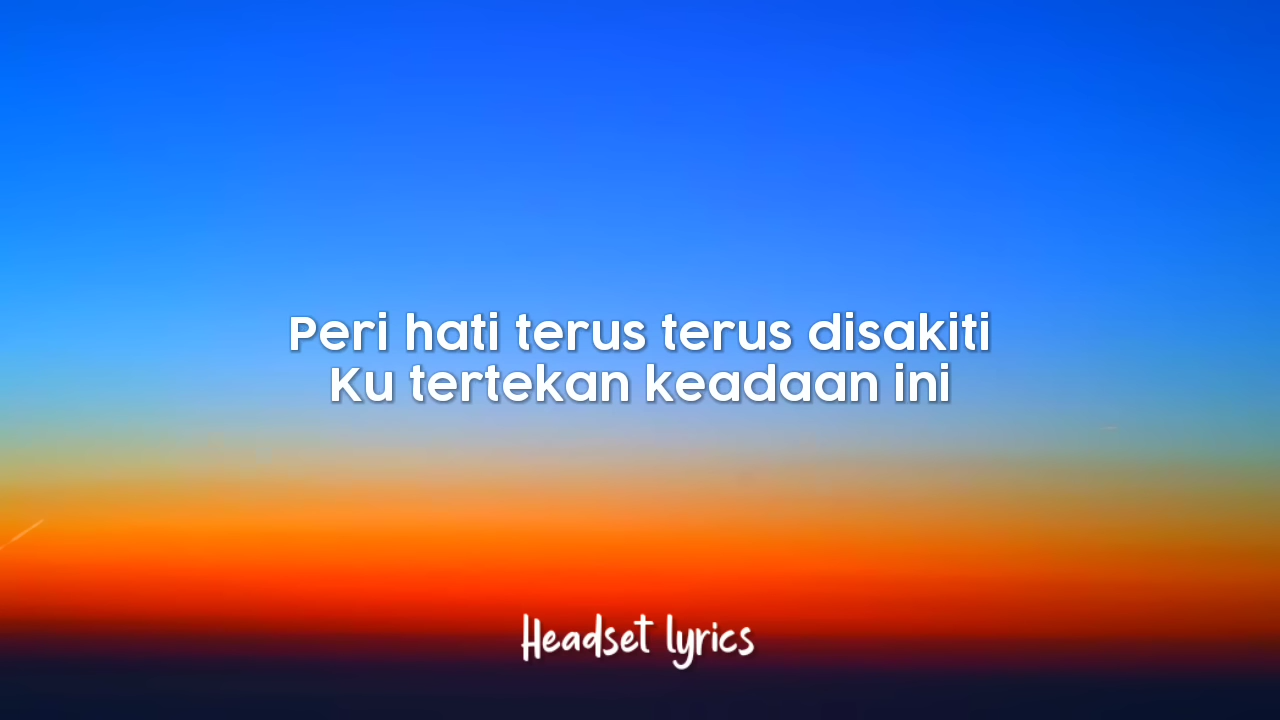 Peri hati terus terus disakiti
Ku tertekan keadaan ini
Headset lyrics